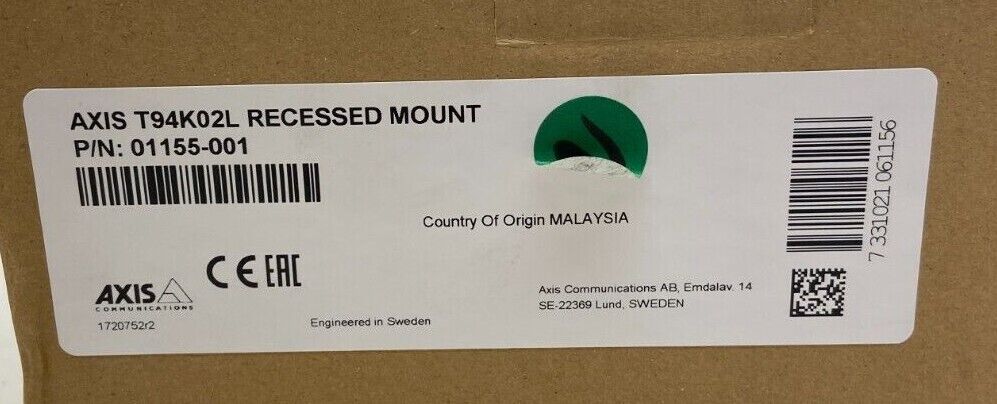 AXIS T94K02L RECESSED MOUNT
P/N: 01155-001
Country Of Origin MALAYSIA
7 331021 061156
CE EAC
AXIS
COMMUNICATIONS
1720752r2
Engineered in Sweden
Axis Communications AB, Emdalav. 14
SE-22369 Lund, SWEDEN